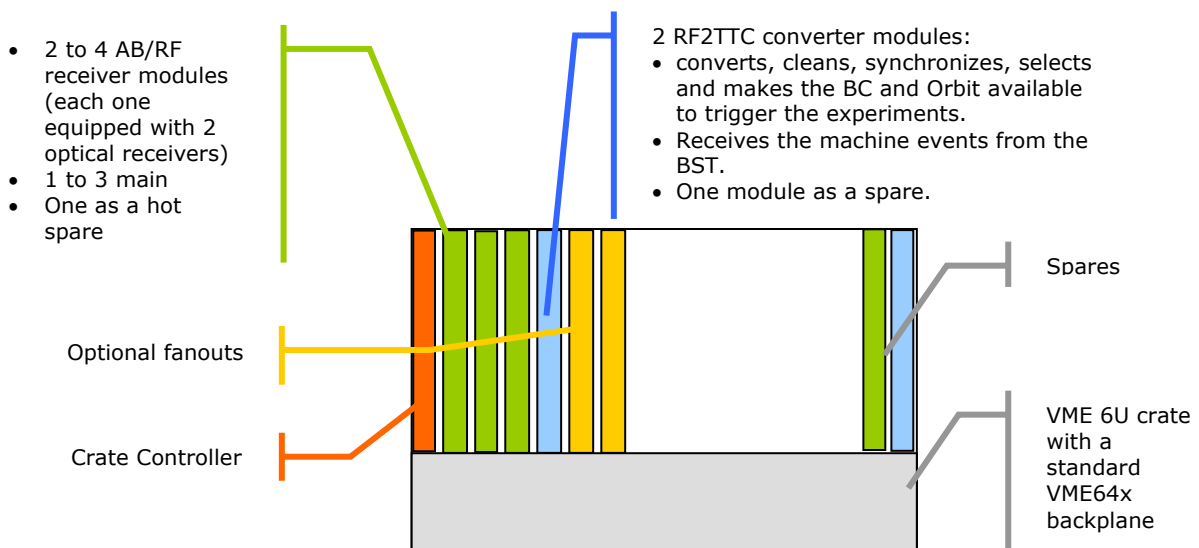 • 2 to 4 AB/RF
receiver modules
(each one
equipped with 2
optical receivers)
• 1 to 3 main
• One as a hot
spare
2 RF2TTC converter modules:
• converts, cleans, synchronizes, selects
and makes the BC and Orbit available
to trigger the experiments.
• Receives the machine events from the
BST.
• One module as a spare.
Spares
Optional fanouts
Crate Controller
VME 6U crate
with a
standard
VME64x
backplane